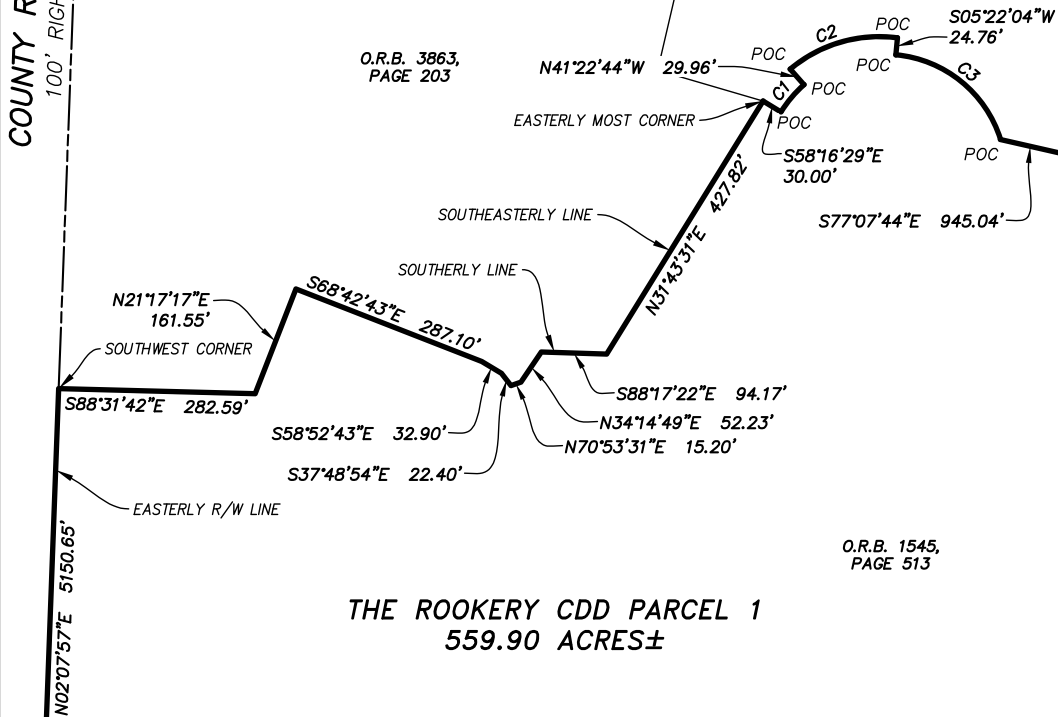 COUNTY R
100' RIGH
O.R.B. 3863,
PAGE 203
N41°22'44"W 29.96'
EASTERLY MOST CORNER
POC
C2
POC
S05°22'04"W
24.76'
POC
C3
C1
POC
POC
POC
S58°16'29"E
30.00'
S77°07'44"E 945.04'
SOUTHEASTERLY LINE
N31°43'31"E 427.82'
SOUTHERLY LINE
N21°17'17"E
161.55'
S68°42'43"E 287.10'
SOUTHWEST CORNER
S88°31'42"E 282.59'
S88°17'22"E 94.17'
N34°14'49"E 52.23'
S58°52'43"E 32.90'
N70°53'31"E 15.20'
S37°48'54"E 22.40'
EASTERLY R/W LINE
N02°07'57"E 5150.65'
O.R.B. 1545,
PAGE 513
THE ROOKERY CDD PARCEL 1
559.90 ACRES±